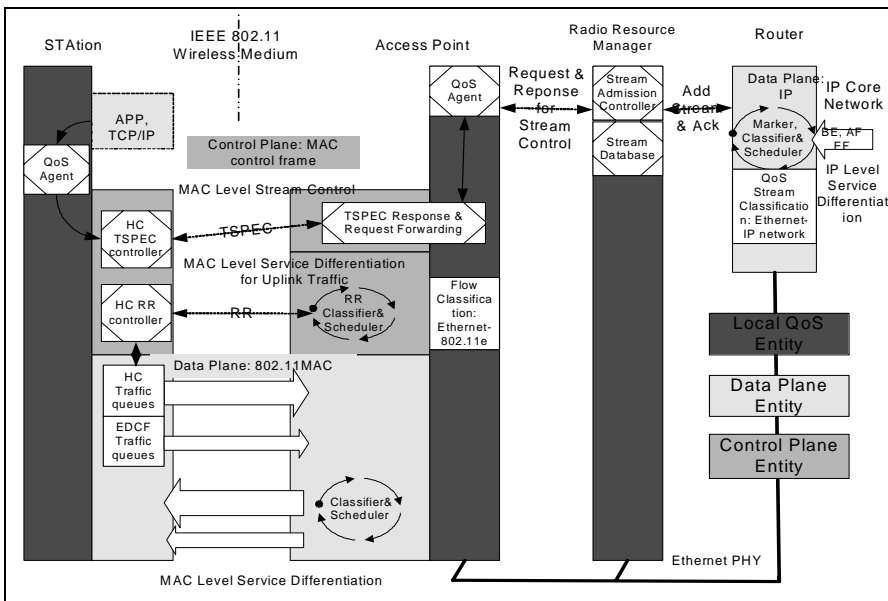 STAtion
IEEE 802.11
Wireless Medium
Access Point
Radio Resource
Manager
Router
APP,
TCP/IP
QoS
Agent
Control Plane: MAC
control frame
QoS
Agent
Request &
Reponse
for
Stream
Control
Stream
Admission
Controller
Stream
Database
Add
Stream
& Ack
Data Plane:
IP
Marker,
Classifier&
Scheduler
IP Core
Network
BE, AF
EF
IP Level
Service
Differentiat
ion
QoS
Stream
Classificatio
n: Ethernet-
IP network
MAC Level Stream Control
HC
TSPEC
controller
TSPEC
TSPEC Response &
Request Forwarding
MAC Level Service Differentiation
for Uplink Traffic
HC RR
controller
RR
RR
Classifier&
Scheduler
Flow
Classifica
tion:
Ethernet-
802.11e
Data Plane: 802.11MAC
HC
Traffic
queues
EDCF
Traffic
queues
Classifier&
Scheduler
Local QoS
Entity
Data Plane
Entity
Control Plane
Entity
Ethernet PHY
MAC Level Service Differentiation